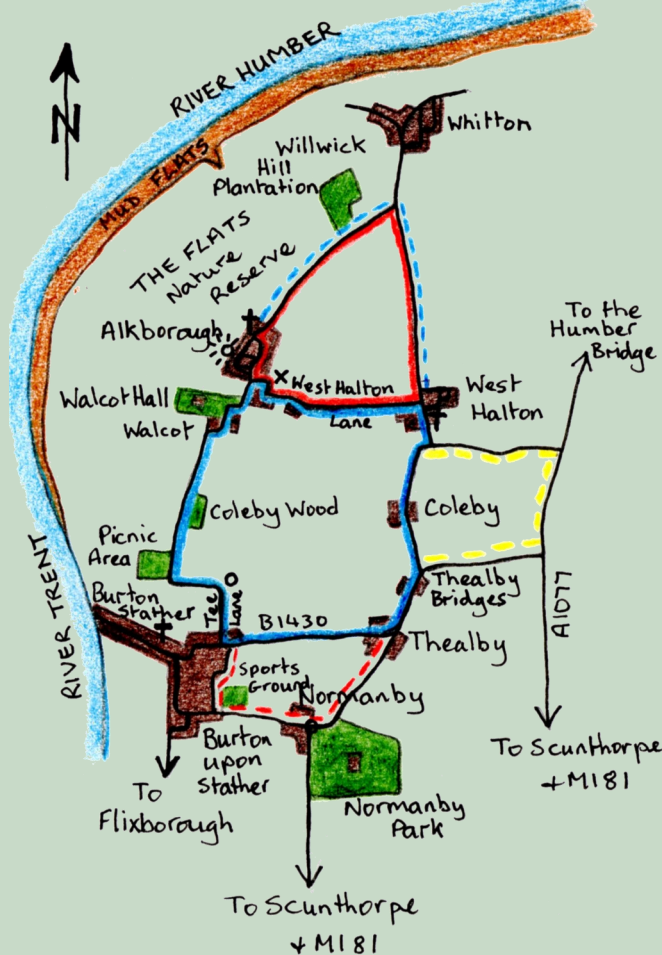 RIVER HUMBER
N
Whitton
Willwick
Hill
Plantation
MUD FLATS
THE FLATS
Nature
Reserve
To the
Humber
Bridge
Alkborough
X West Halton
Lane
Walcot Hall
Walcot
West
Halton
Coleby Wood
Coleby
Picnic
Area
RIVER TRENT
Thealby
Bridges
A1077
Burton
Stather
Tee
Lane
B1430
Thealby
Sports
Ground
Normanby
Burton
upon
Stather
To
Flixborough
To Scunthorpe
+ M181
Normanby
Park
To Scunthorpe
+ M181